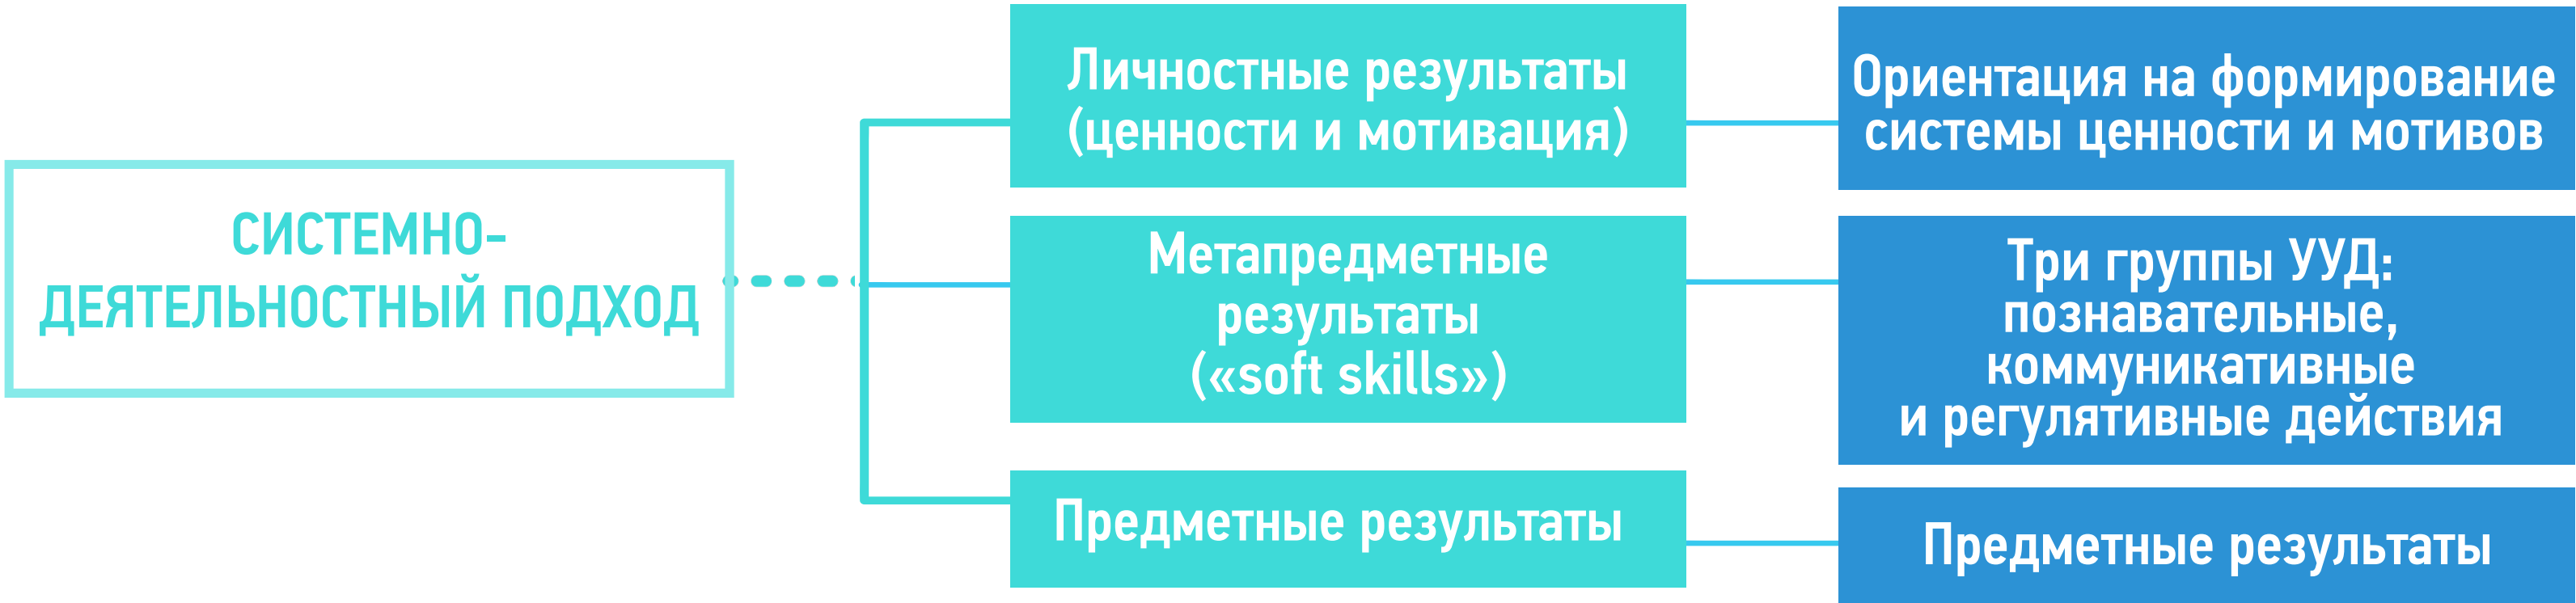 СИСТЕМНО-
ДЕЯТЕЛЬНОСТНЫЙ ПОДХОД
Личностные результаты
(ценности и мотивация)
Ориентация на формирование
системы ценности и мотивов
Метапредметные
результаты
(«soft skills»)
Три группы УУД:
познавательные,
коммуникативные
и регулятивные действия
Предметные результаты
Предметные результаты